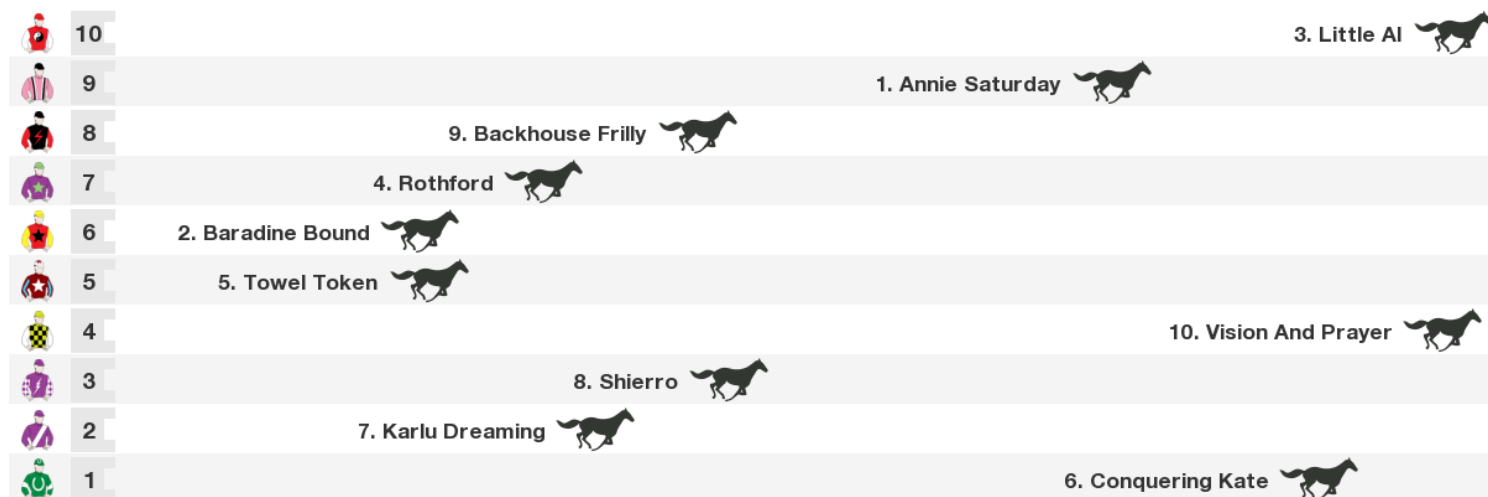 10 3. Little Al
9 1. Annie Saturday
8 9. Backhouse Frilly
7 4. Rothford
6 2. Baradine Bound
5 5. Towel Token
4 10. Vision And Prayer
3 8. Shierro
2 7. Karlu Dreaming
1 6. Conquering Kate